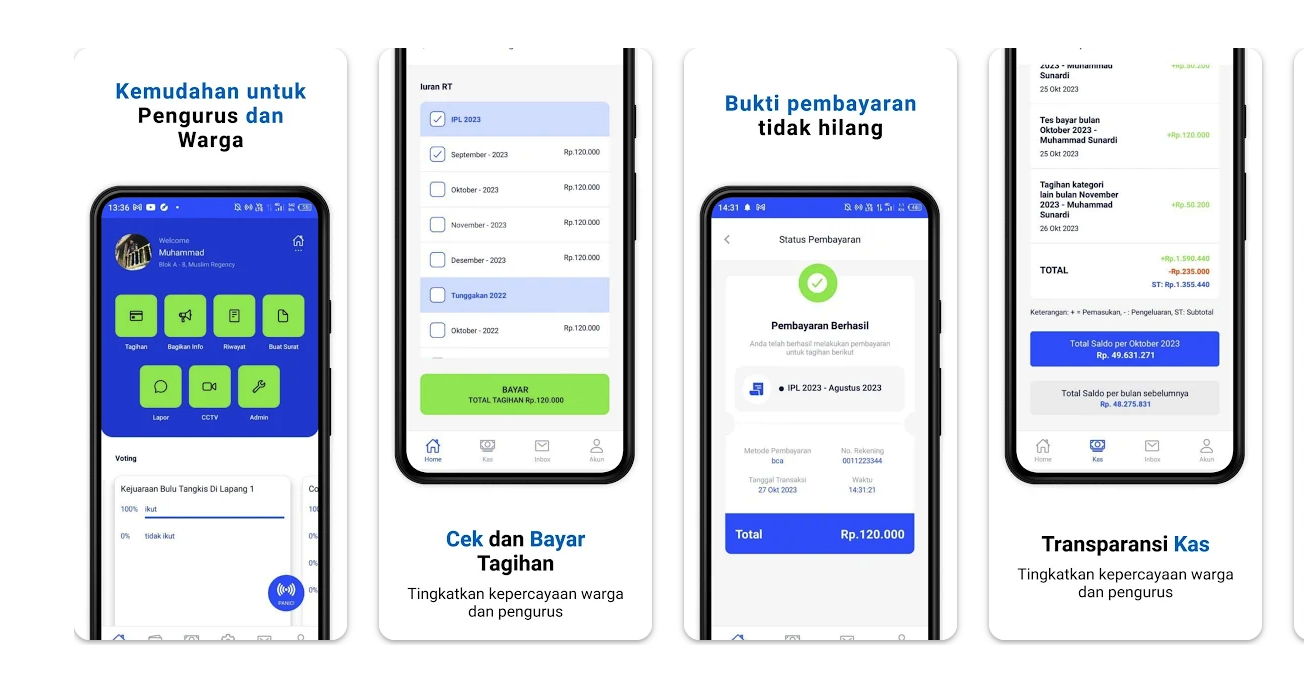 Kemudahan untuk
Pengurus dan
Warga
13:36
Welcome
Muhammad
Blok A - 8, Muslim Regency
Tagihan
Bagikan Info
Riwayat
Buat Surat
Lapor
CCTV
Admin
Voting
Kejuaraan Bulu Tangkis Di Lapang 1
100% ikut
0% tidak ikut
Co
0%
0%
0%
PANIC!
Iuran RT
IPL 2023
September - 2023 Rp.120.000
Oktober - 2023 Rp.120.000
November - 2023 Rp.120.000
Desember - 2023 Rp.120.000
Tunggakan 2022
Oktober - 2022 Rp.120.000
BAYAR
TOTAL TAGIHAN Rp.120.000
Home
Kas
Inbox
Akun
Cek dan Bayar
Tagihan
Tingkatkan kepercayaan warga
dan pengurus
Bukti pembayaran
tidak hilang
14:31
Status Pembayaran
Pembayaran Berhasil
Anda telah berhasil melakukan pembayaran
untuk tagihan berikut
IPL 2023 - Agustus 2023
Metode Pembayaran
bca
No. Rekening
0011223344
Tanggal Transaksi
27 Okt 2023
Waktu
14:31:21
Total Rp.120.000
2023 - Muhammad
Sunardi
+Rp.50.200
25 Okt 2023
Tes bayar bulan
Oktober 2023 -
Muhammad Sunardi
+Rp.120.000
25 Okt 2023
Tagihan kategori
lain bulan November
2023 - Muhammad
Sunardi
+Rp.50.200
26 Okt 2023
TOTAL
+Rp.1.590.440
-Rp.235.000
ST: Rp.1.355.440
Keterangan: + = Pemasukan, - : Pengeluaran, ST: Subtotal
Total Saldo per Oktober 2023
Rp. 49.631.271
Total Saldo per bulan sebelumnya
Rp. 48.275.831
Home
Kas
Inbox
Akun
Transparansi Kas
Tingkatkan kepercayaan warga
dan pengurus